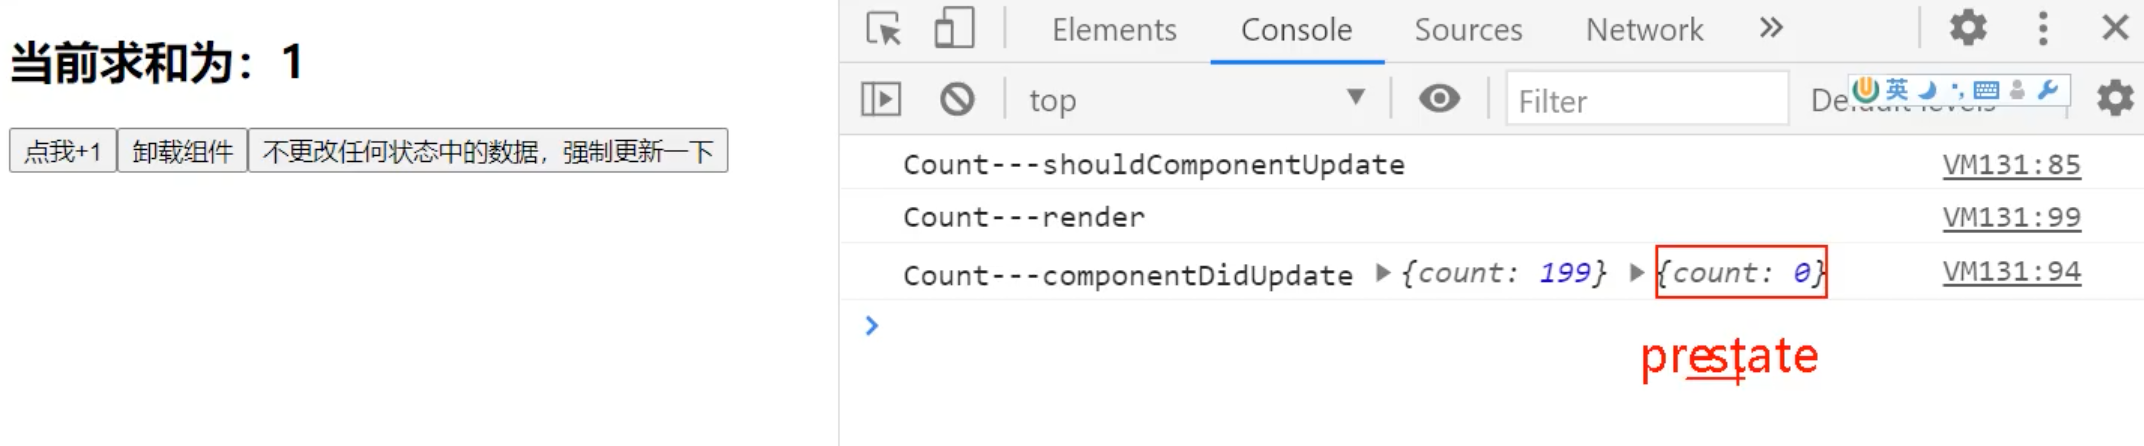 当前求和为：1
点我+1 卸载组件 不更改任何状态中的数据，强制更新一下
Elements Console Sources Network
top Filter Default levels 英
Count---shouldComponentUpdate VM131:85
Count---render VM131:99
Count---componentDidUpdate ▶{count: 199} ▶{count: 0} VM131:94
prestate